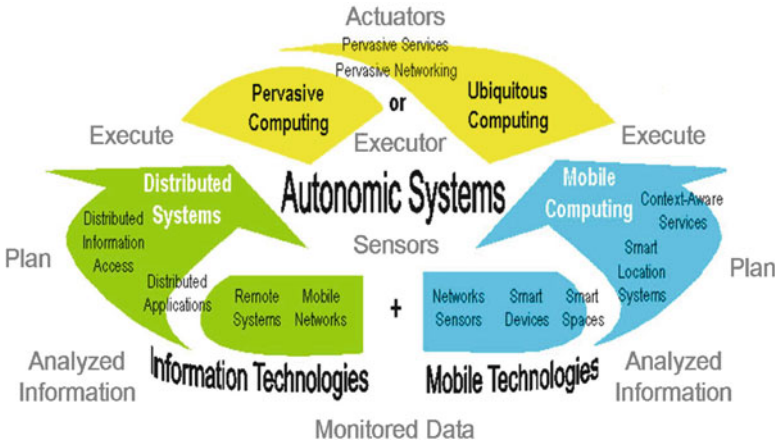 Actuators
Pervasive Services
Pervasive Networking
Pervasive
Computing
or
Ubiquitous
Computing
Execute
Executor
Execute
Distributed
Systems
Autonomic Systems
Mobile
Computing
Distributed
Information
Access
Context-Aware
Services
Sensors
Smart
Location
Systems
Plan
Plan
Distributed
Applications
Remote
Systems
Mobile
Networks
+
Networks
Sensors
Smart
Devices
Smart
Spaces
Analyzed
Information
Information Technologies
Mobile Technologies
Analyzed
Information
Monitored Data